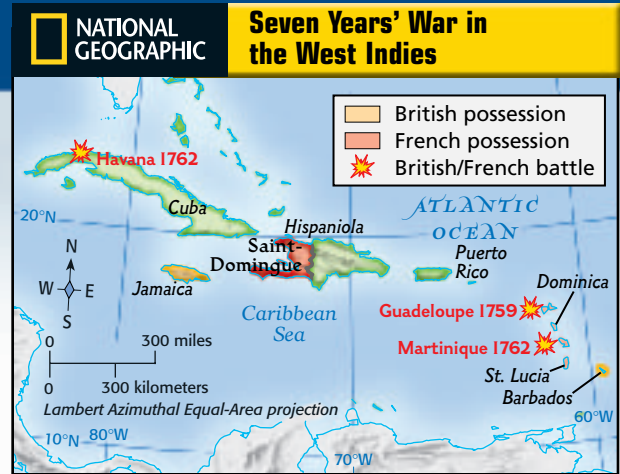 NATIONAL
GEOGRAPHIC
Seven Years' War in
the West Indies
British possession
French possession
British/French battle
Havana 1762
Cuba
20°N
Hispaniola
Saint-
Domingue
ATLANTIC
OCEAN
Puerto
Rico
Jamaica
N
W
E
S
Caribbean
Sea
Dominica
Guadeloupe 1759
Martinique 1762
St. Lucia
Barbados
0
300 miles
0
300 kilometers
Lambert Azimuthal Equal-Area projection
60°W
10°N
80°W
70°W